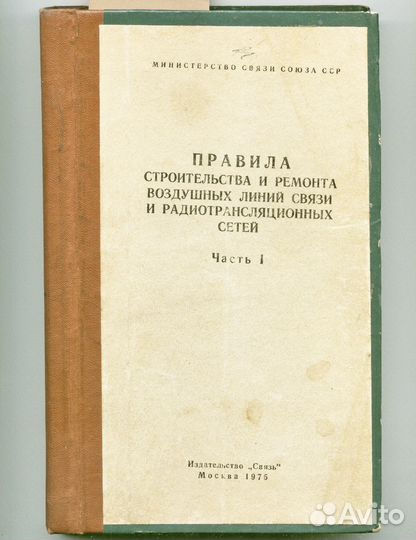 МИНИСТЕРСТВО СВЯЗИ СОЮЗА ССР
ПРАВИЛА
СТРОИТЕЛЬСТВА И РЕМОНТА
ВОЗДУШНЫХ ЛИНИЙ СВЯЗИ
И РАДИОТРАНСЛЯЦИОННЫХ
СЕТЕЙ
Часть I
Издательство „Связь“
Москва 1975
Avito